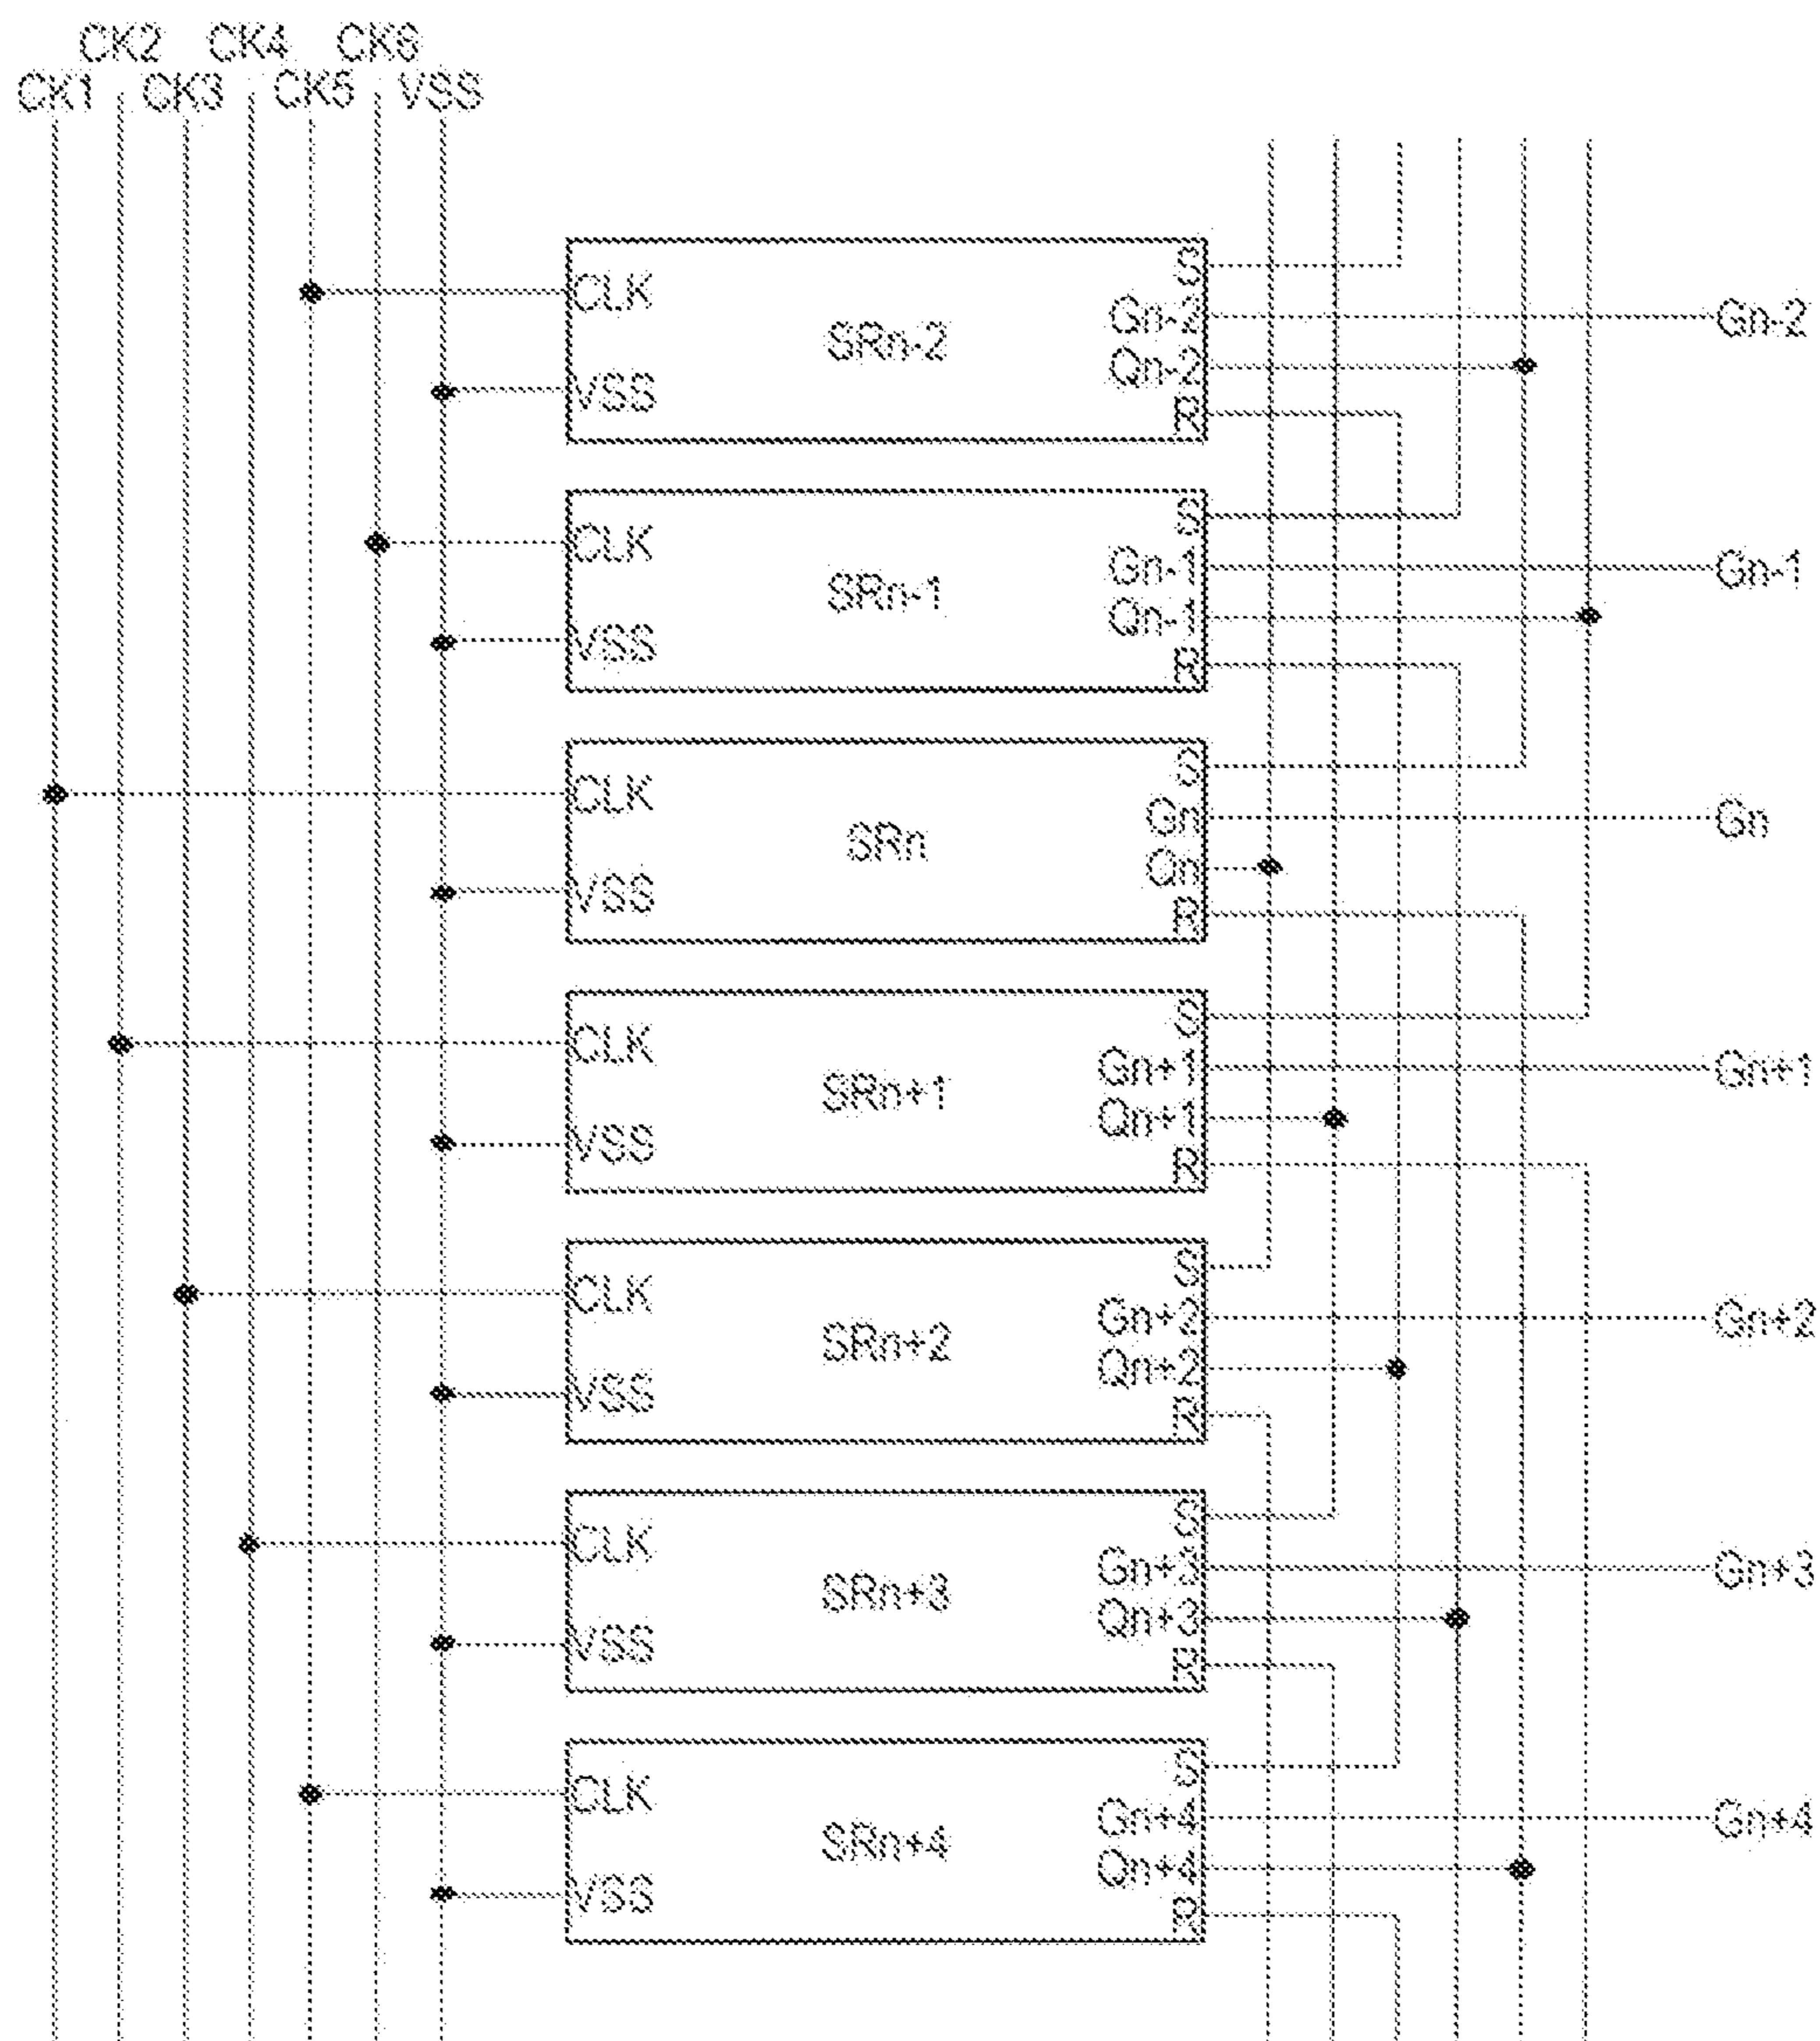 CK2 CK4 CK6
CK1 CK3 CK5 VSS
S
CLK
Gn-2
Gn-2
SRn-2
Qn-2
VSS
R
S
CLK
Gn-1
Gn-1
SRn-1
Qn-1
VSS
R
S
CLK
Gn
Gn
SRn
Qn
VSS
R
S
CLK
Gn+1
Gn+1
SRn+1
Qn+1
VSS
R
S
CLK
Gn+2
Gn+2
SRn+2
Qn+2
VSS
R
S
CLK
Gn+3
Gn+3
SRn+3
Qn+3
VSS
R
S
CLK
Gn+4
Gn+4
SRn+4
Qn+4
VSS
R